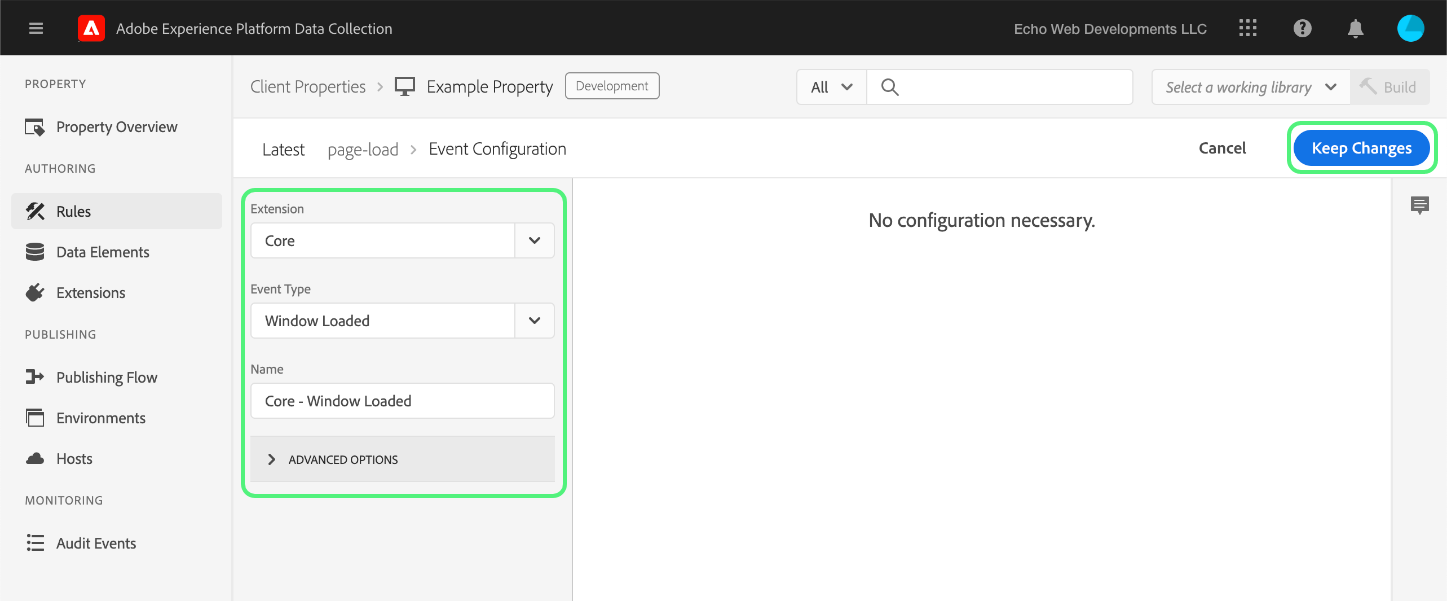 Adobe Experience Platform Data Collection
Echo Web Developments LLC
PROPERTY
Property Overview
AUTHORING
Rules
Data Elements
Extensions
PUBLISHING
Publishing Flow
Environments
Hosts
MONITORING
Audit Events
Client Properties > Example Property Development
All
Select a working library
Build
Latest page-load > Event Configuration
Cancel
Keep Changes
Extension
Core
Event Type
Window Loaded
Name
Core - Window Loaded
ADVANCED OPTIONS
No configuration necessary.